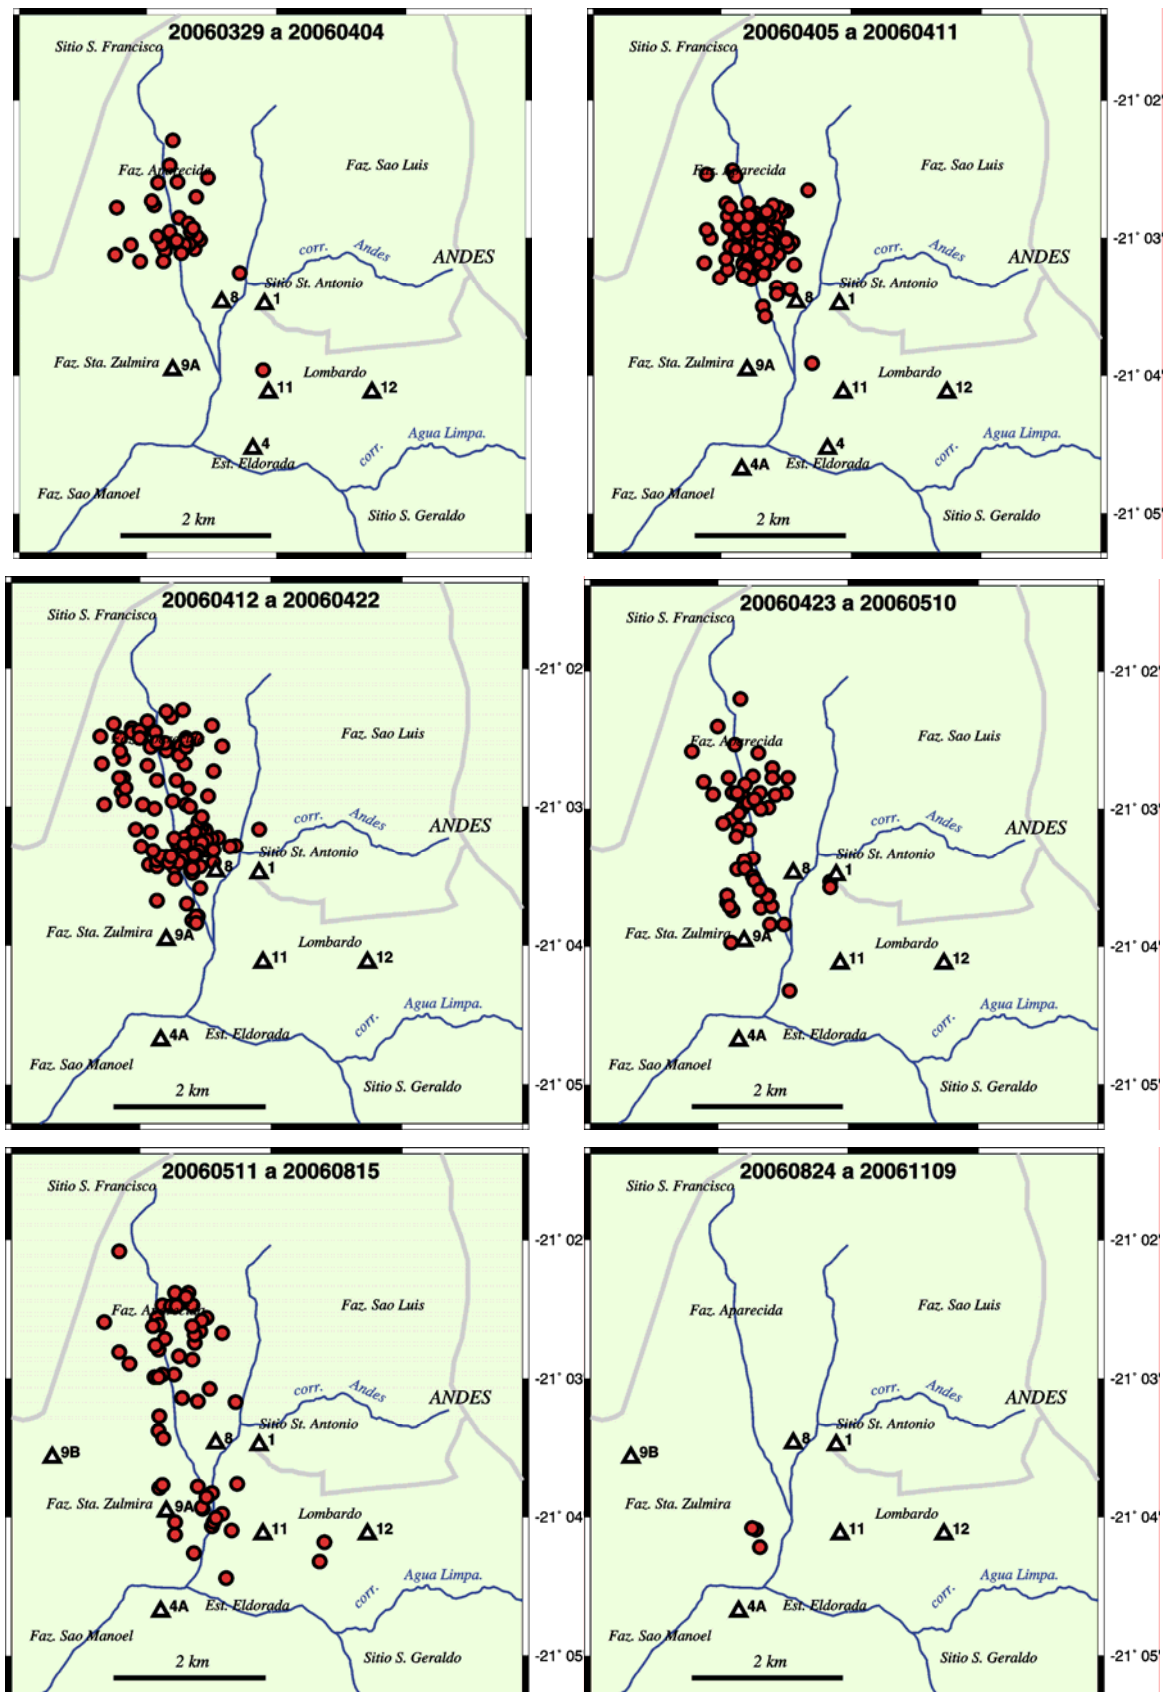 20060329 a 20060404
Sitio S. Francisco
Faz. Aparecida
Faz. Sao Luis
corr. Andes
ANDES
Sitio St. Antonio
8
1
Faz. Sta. Zulmira
9A
Lombardo
11
12
4
Agua Limpa.
corr.
Est. Eldorada
Faz. Sao Manoel
Sitio S. Geraldo
2 km
20060405 a 20060411
Sitio S. Francisco
-21° 02'
Faz. Aparecida
Faz. Sao Luis
-21° 03'
corr. Andes
ANDES
Sitio St. Antonio
8
1
Faz. Sta. Zulmira
9A
Lombardo
-21° 04'
11
12
4
Agua Limpa.
corr.
4A
Est. Eldorada
Faz. Sao Manoel
Sitio S. Geraldo
-21° 05'
2 km
20060412 a 20060422
Sitio S. Francisco
-21° 02'
Faz. Sao Luis
-21° 03'
corr. Andes
ANDES
Sitio St. Antonio
8
1
Faz. Sta. Zulmira
9A
Lombardo
-21° 04'
11
12
Agua Limpa.
corr.
4A
Est. Eldorada
Faz. Sao Manoel
Sitio S. Geraldo
-21° 05'
2 km
20060423 a 20060510
Sitio S. Francisco
-21° 02'
Faz. Aparecida
Faz. Sao Luis
-21° 03'
corr. Andes
ANDES
Sitio St. Antonio
8
1
Faz. Sta. Zulmira
9A
Lombardo
-21° 04'
11
12
Agua Limpa.
corr.
4A
Est. Eldorada
Faz. Sao Manoel
Sitio S. Geraldo
-21° 05'
2 km
20060511 a 20060815
Sitio S. Francisco
-21° 02'
Faz. Aparecida
Faz. Sao Luis
-21° 03'
corr. Andes
ANDES
Sitio St. Antonio
8
1
9B
Faz. Sta. Zulmira
9A
Lombardo
-21° 04'
11
12
Agua Limpa.
corr.
4A
Est. Eldorada
Faz. Sao Manoel
Sitio S. Geraldo
-21° 05'
2 km
20060824 a 20061109
Sitio S. Francisco
-21° 02'
Faz. Aparecida
Faz. Sao Luis
-21° 03'
corr. Andes
ANDES
Sitio St. Antonio
8
1
9B
Faz. Sta. Zulmira
Lombardo
-21° 04'
11
12
Agua Limpa.
corr.
4A
Est. Eldorada
Faz. Sao Manoel
Sitio S. Geraldo
-21° 05'
2 km